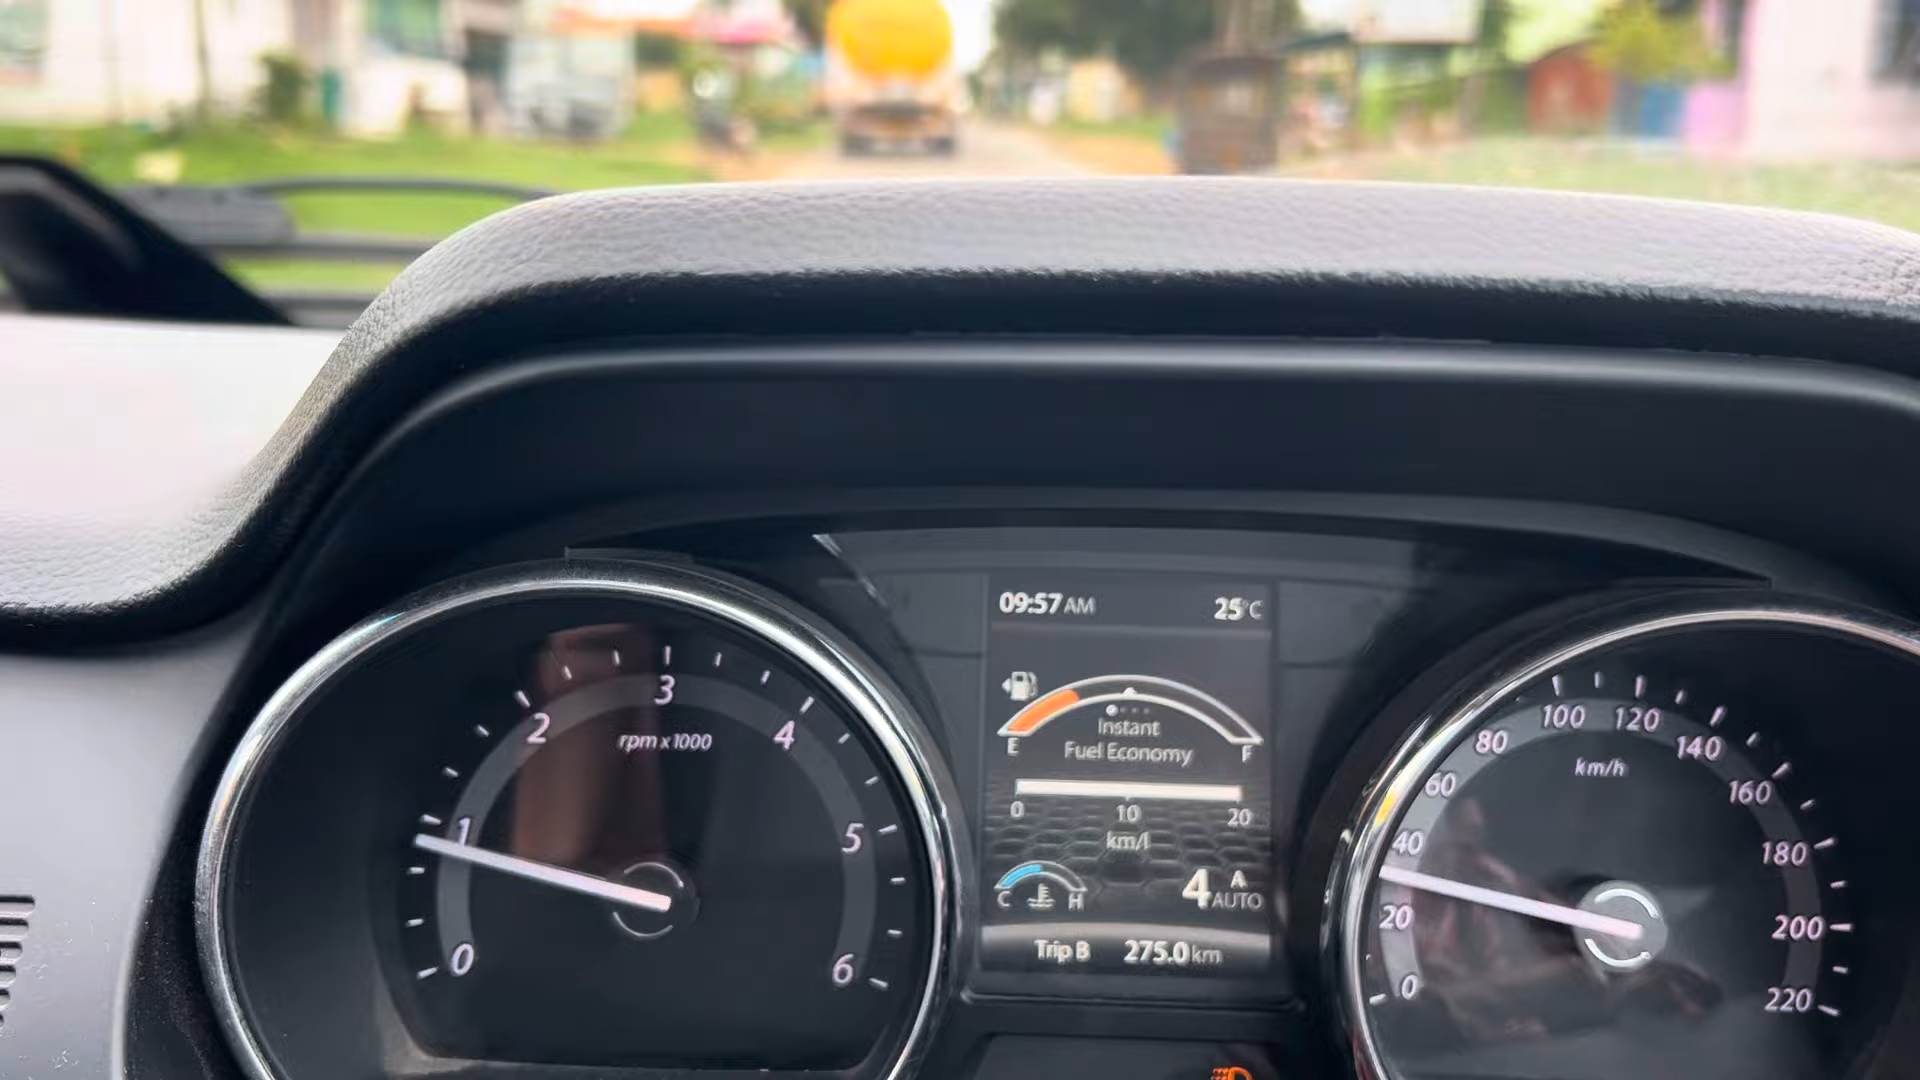 09:57 AM 25°C
E F
Instant
Fuel Economy
0 10 20
km/l
C H
4 A AUTO
Trip B 275.0 km
0 1 2 3 4 5 6
rpm x 1000
0 20 40 60 80 100 120 140 160 180 200 220
km/h